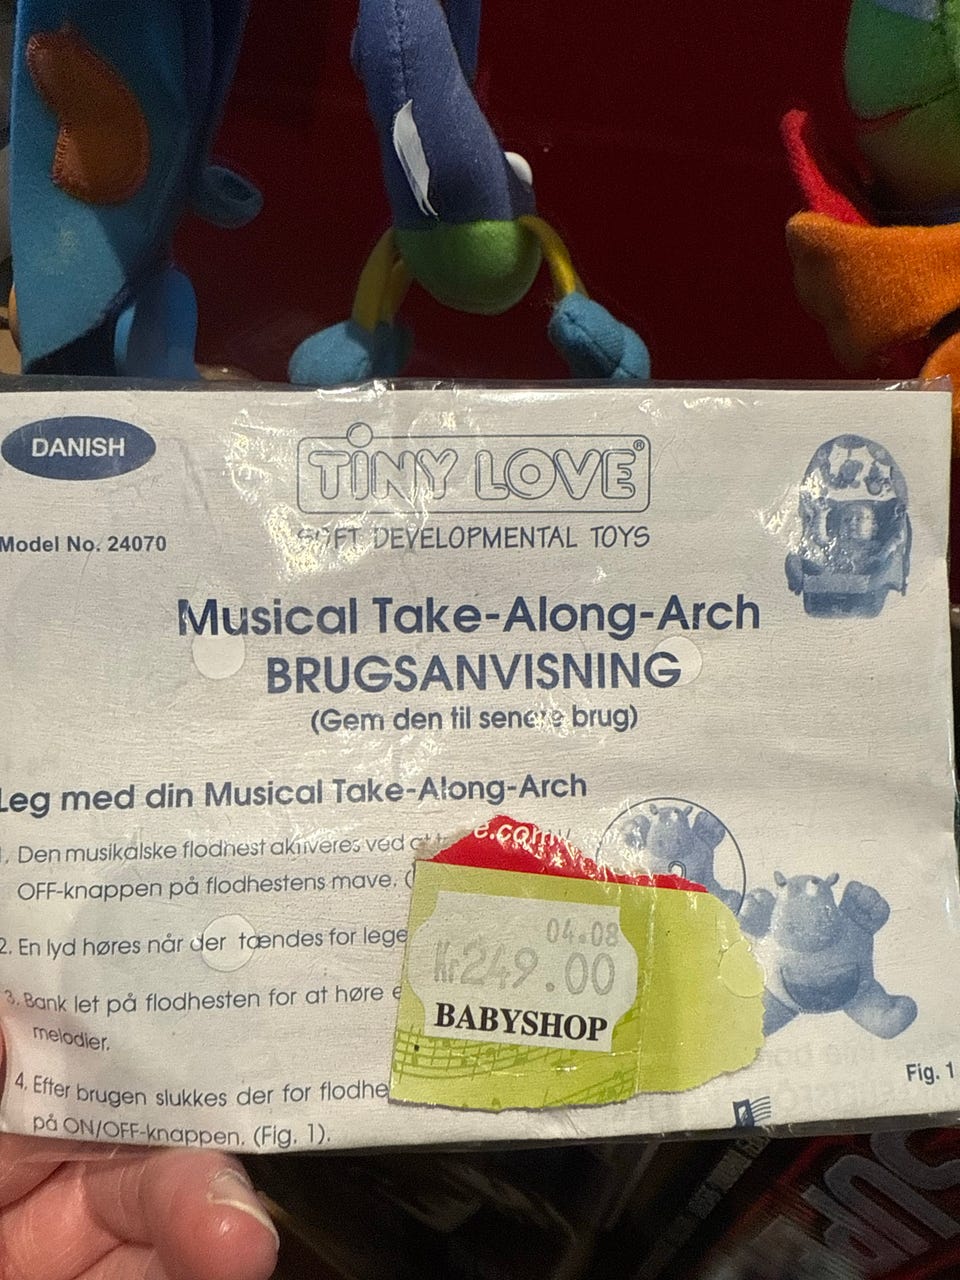 DANISH
TINY LOVE®
SOFT DEVELOPMENTAL TOYS
Model No. 24070
Musical Take-Along-Arch
BRUGSANVISNING
(Gem den til senere brug)
Leg med din Musical Take-Along-Arch
1. Den musikalske flodhest aktiveres ved at
OFF-knappen på flodhestens mave. (
2. En lyd høres når der tændes for lege
3. Bank let på flodhesten for at høre e
melodier.
4. Efter brugen slukkes der for flodhe
på ON/OFF-knappen. (Fig. 1).
e.com
04.08
Kr249.00
BABYSHOP
Fig. 1
SUP